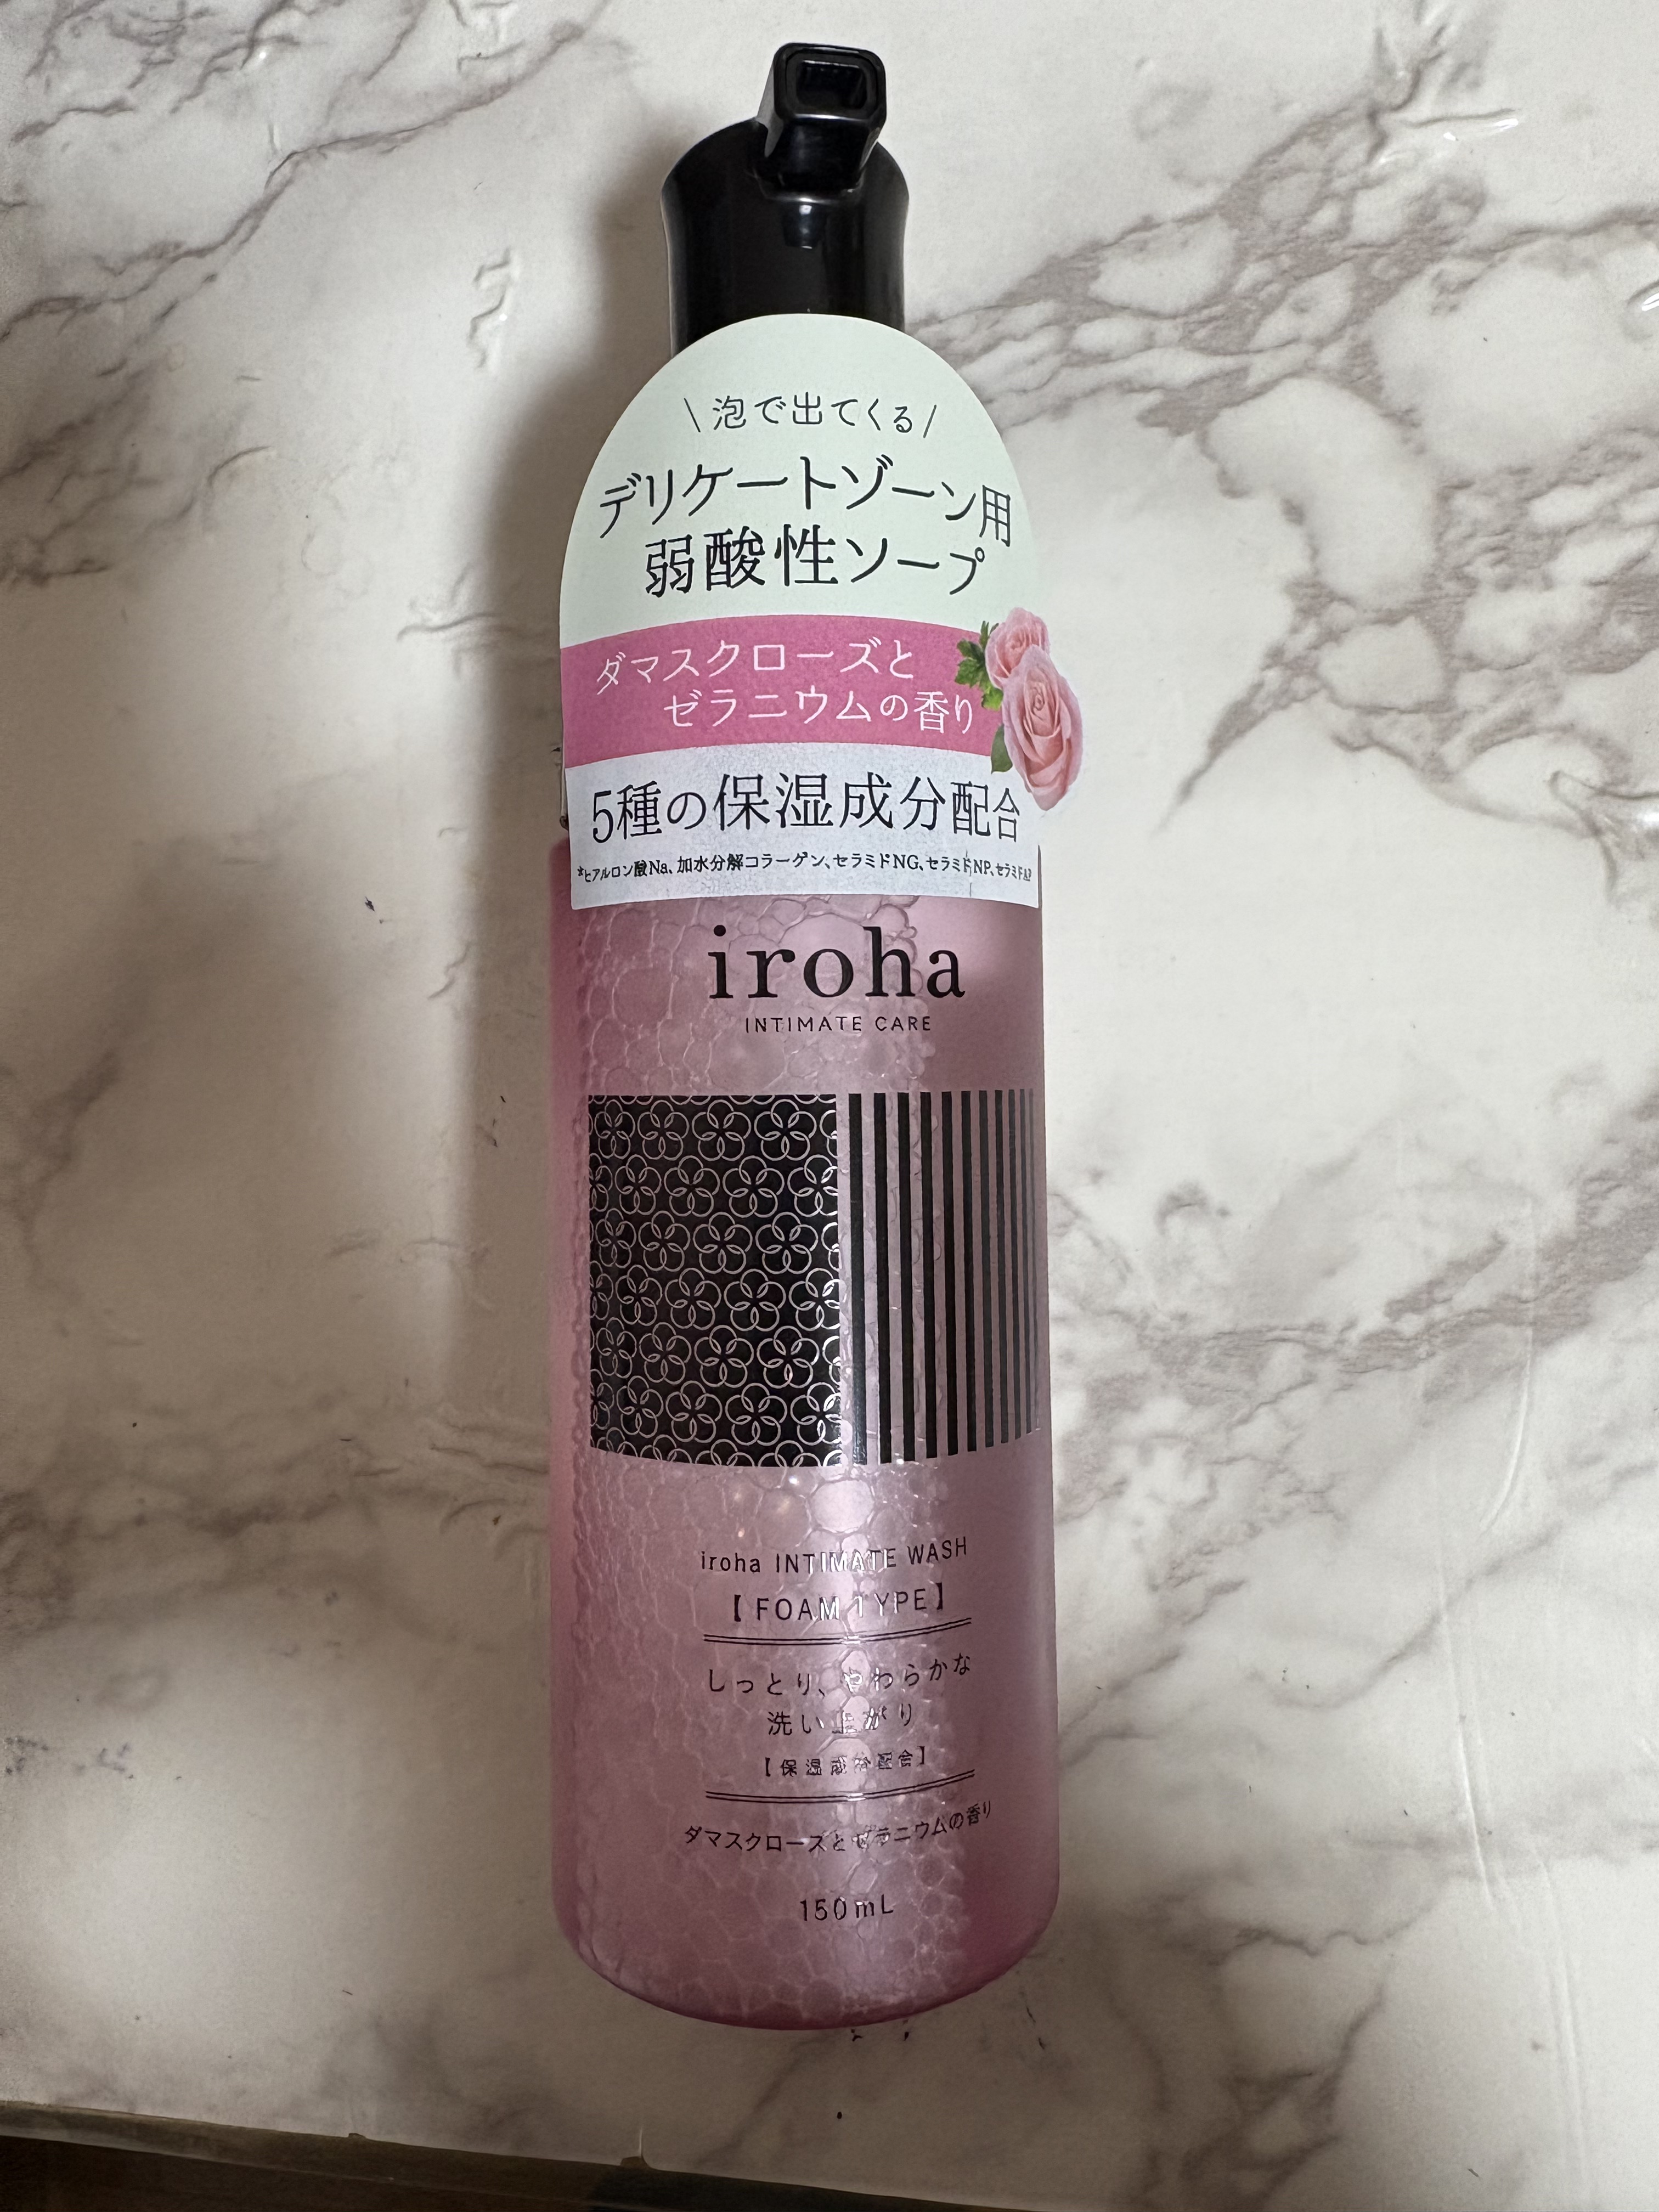 \ 泡で出てくる /
デリケートゾーン用
弱酸性ソープ
ダマスクローズと
ゼラニウムの香り
5種の保湿成分配合
*ヒアルロン酸Na、加水分解コラーゲン、セラミドNG、セラミドNP、セラミドAP
iroha
INTIMATE CARE
iroha INTIMATE WASH
【FOAM TYPE】
しっとり、やわらかな
洗い上がり
【保湿成分配合】
ダマスクローズとゼラニウムの香り
150mL